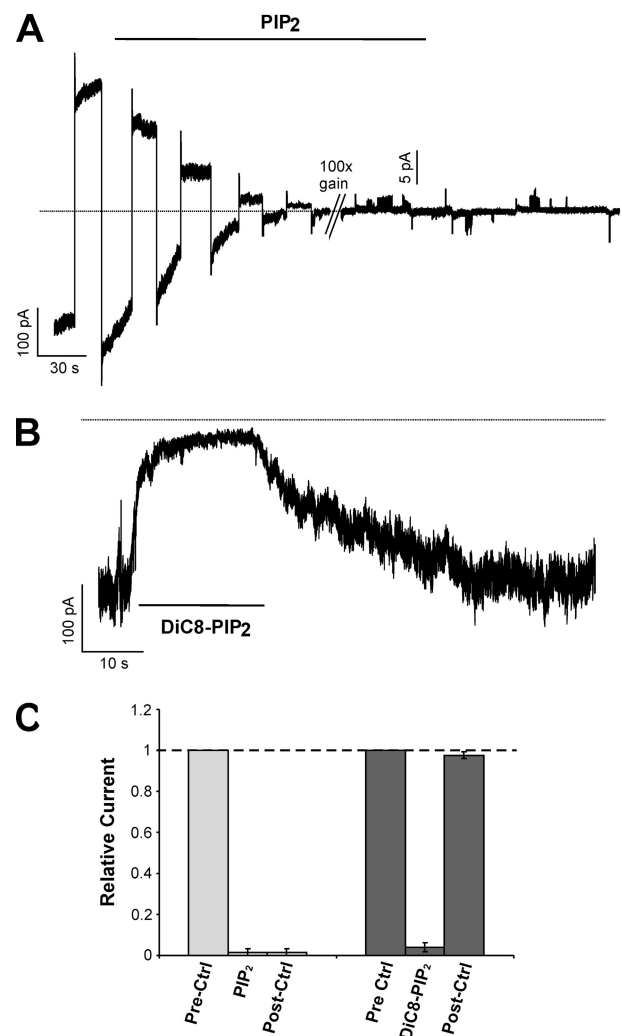 A
PIP2
100x
gain
5 pA
100 pA
30 s
B
100 pA
DiC8-PIP2
10 s
C
Relative Current
1.2
1
0.8
0.6
0.4
0.2
0
Pre-Ctrl
PIP2
Post-Ctrl
Pre Ctrl
DiC8-PIP2
Post-Ctrl